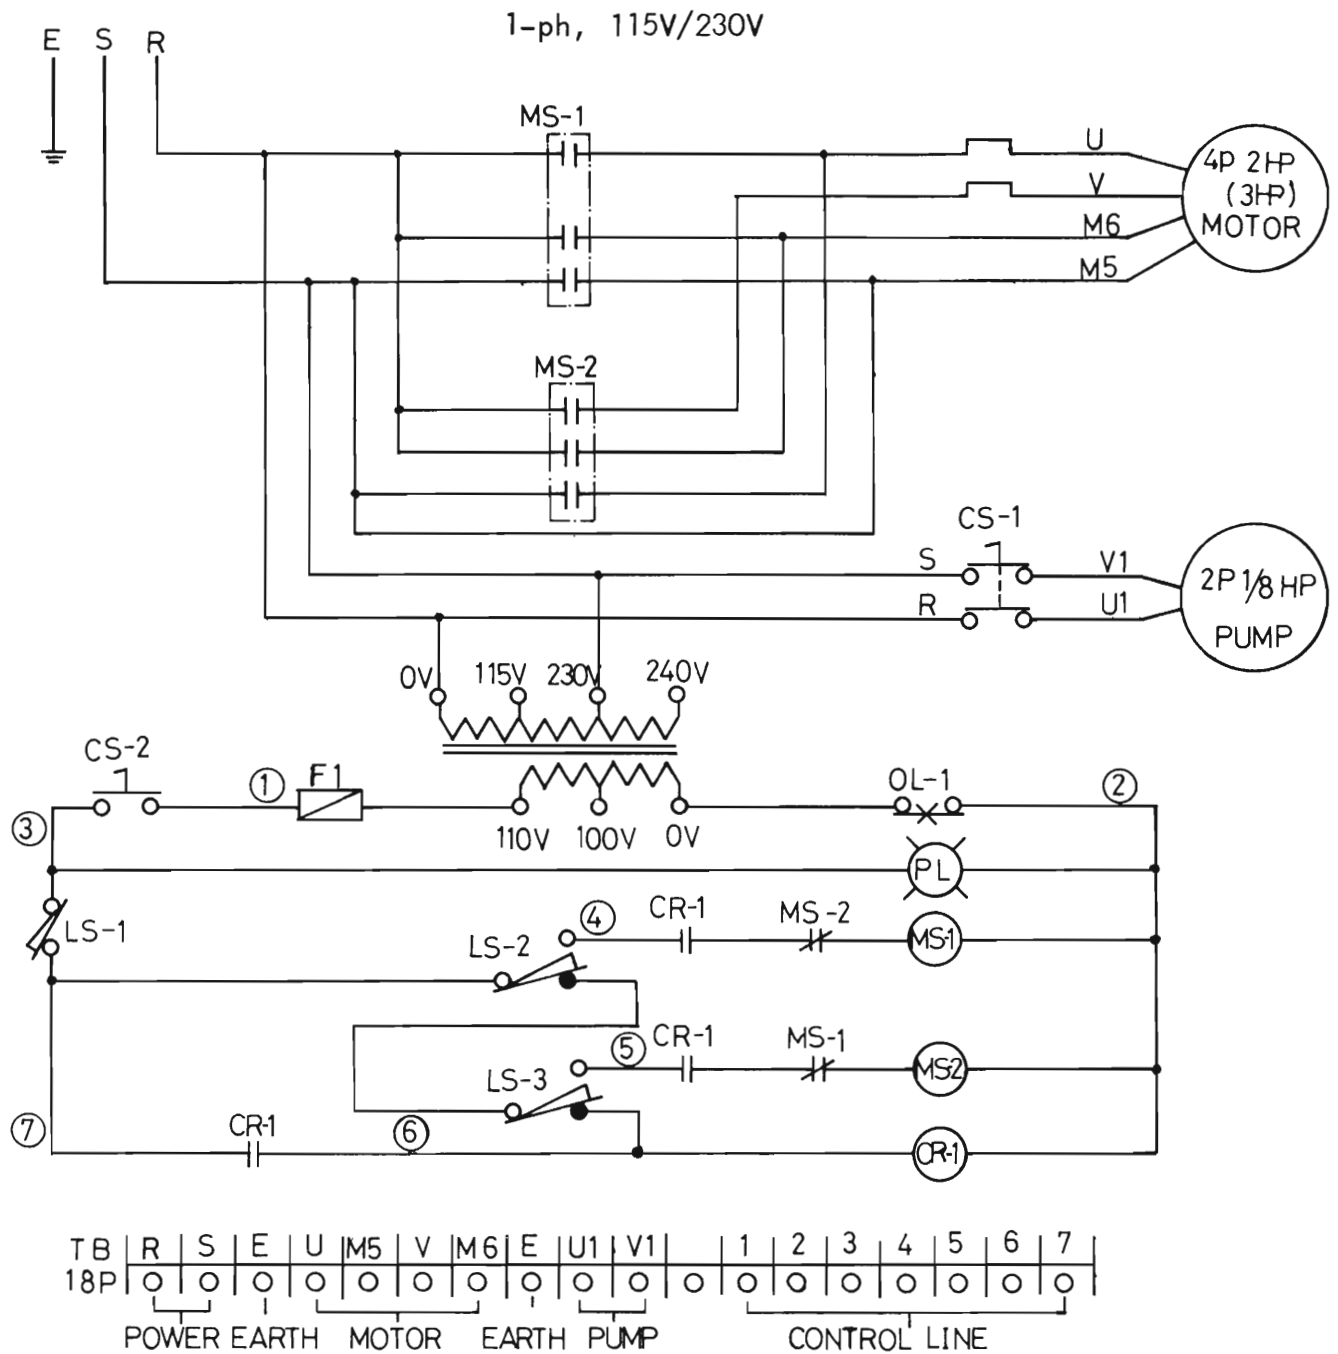 1-ph, 115V/230V
E S R
MS-1
U
4P 2HP
V
(3HP)
M6
MOTOR
M5
MS-2
CS-1
S V1
2P 1/8 HP
R U1
PUMP
0V 115V 230V 240V
CS-2
1 F1 OL-1 2
3
110V 100V 0V
PL
CR-1 MS-2
4
LS-1 MS-1
LS-2
CR-1 MS-1
5
MS2
LS-3
7 CR-1 6
CR-1
TB R S E U M5 V M6 E U1 V1 1 2 3 4 5 6 7
18P
POWER EARTH MOTOR EARTH PUMP CONTROL LINE